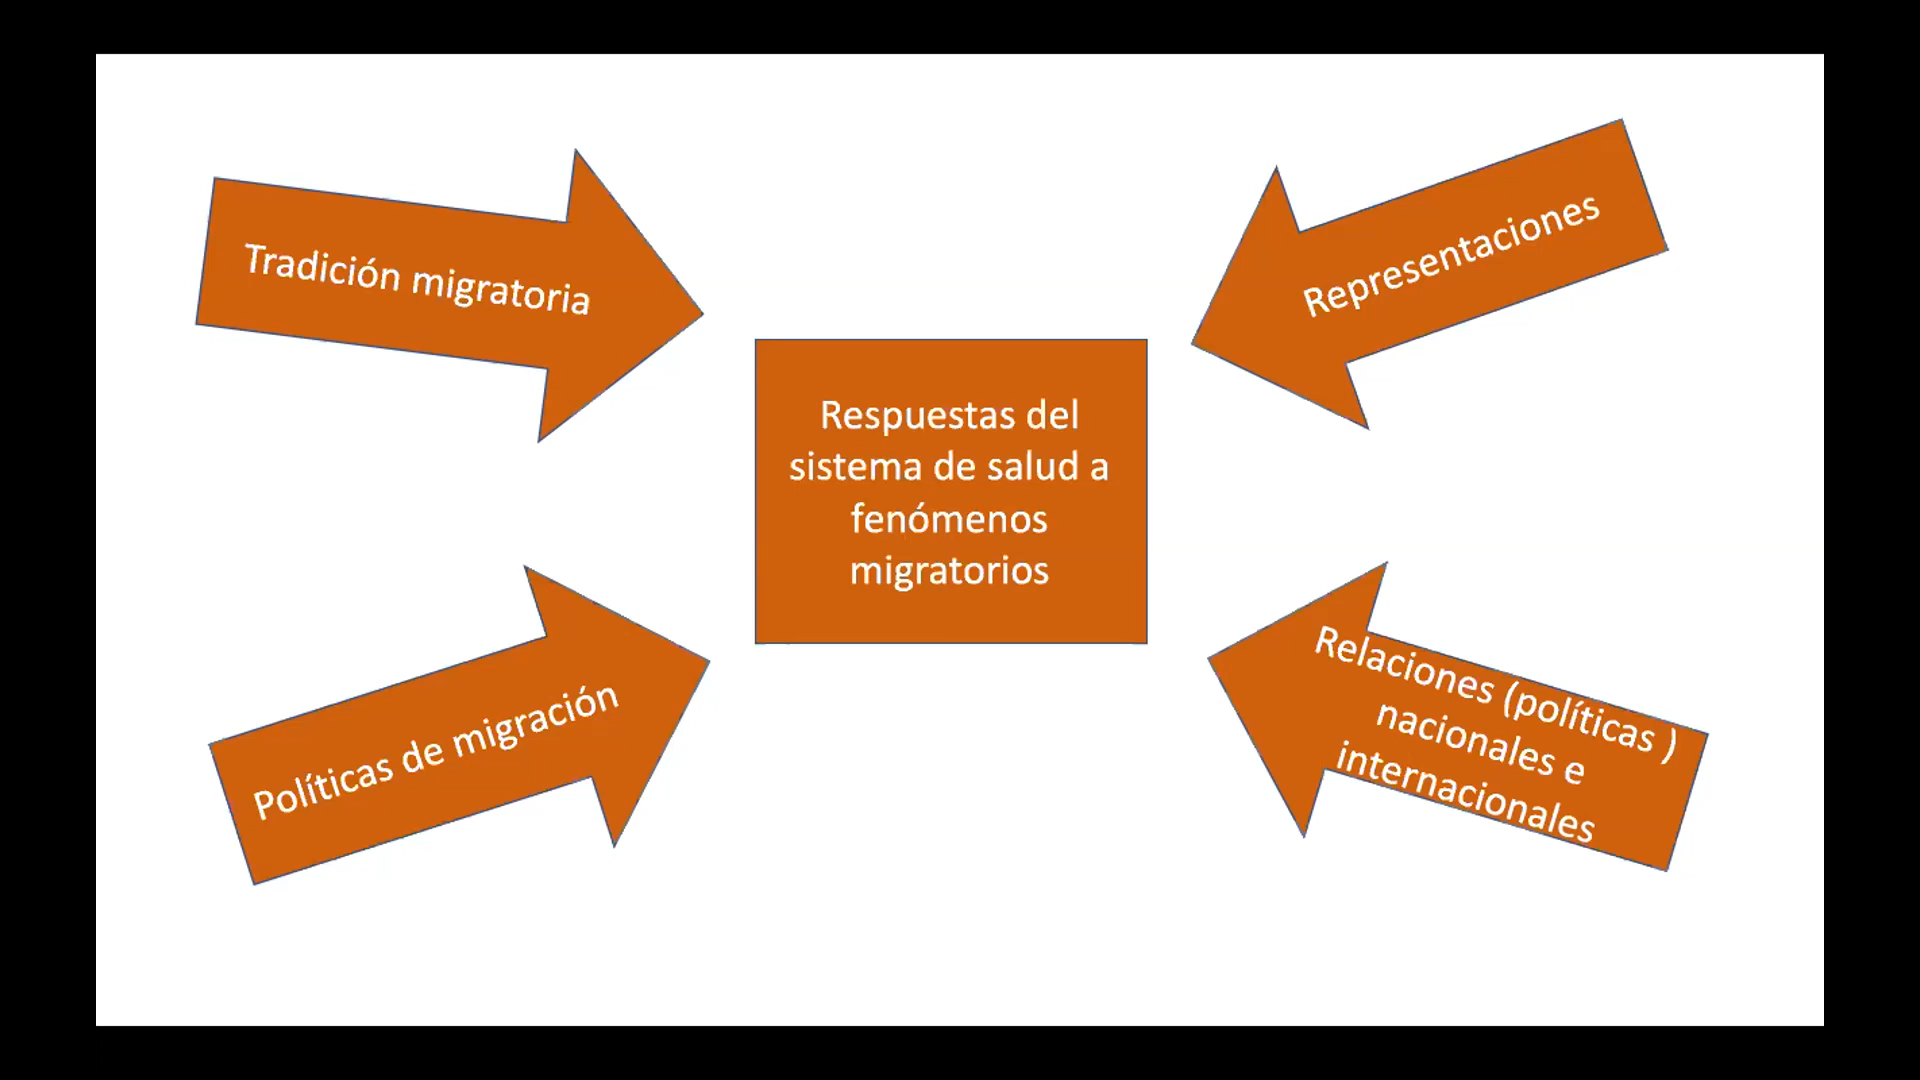 Tradición migratoria
Representaciones
Respuestas del
sistema de salud a
fenómenos
migratorios
Políticas de migración
Relaciones (políticas )
nacionales e
internacionales